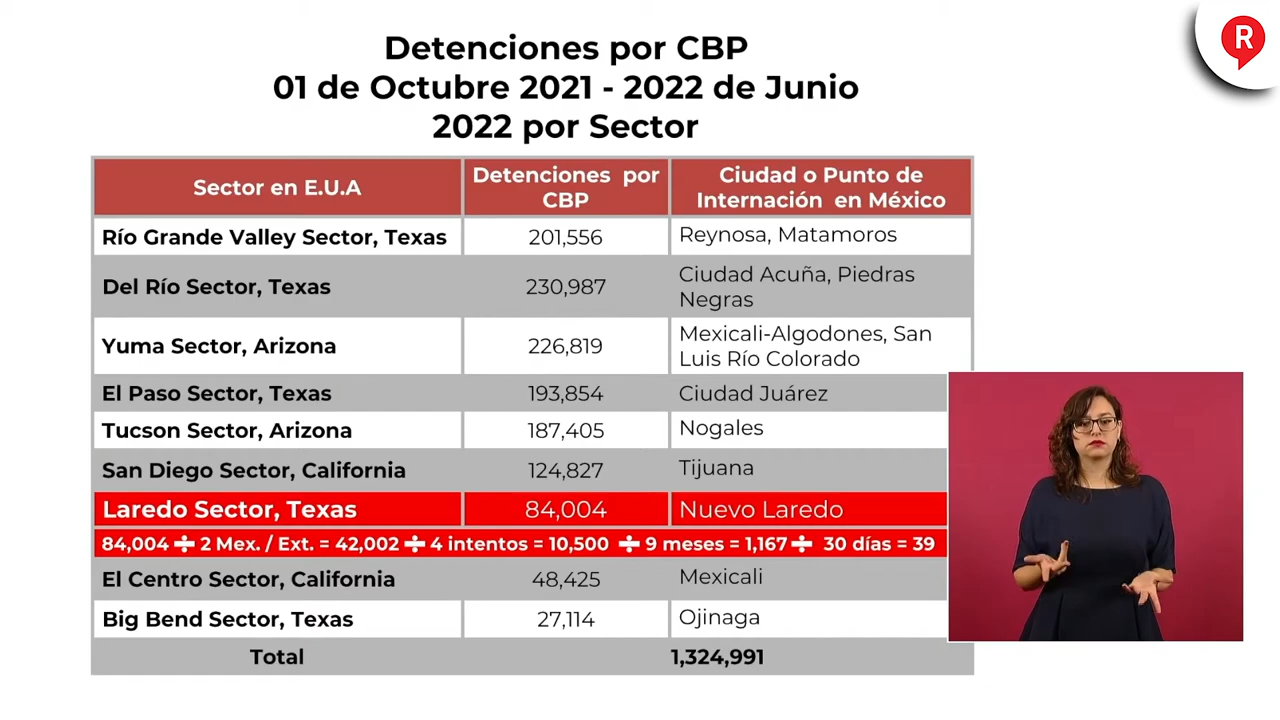 R
Detenciones por CBP
01 de Octubre 2021 - 2022 de Junio
2022 por Sector
Sector en E.U.A
Detenciones por
CBP
Ciudad o Punto de
Internación en México
Río Grande Valley Sector, Texas
201,556
Reynosa, Matamoros
Del Río Sector, Texas
230,987
Ciudad Acuña, Piedras
Negras
Yuma Sector, Arizona
226,819
Mexicali-Algodones, San
Luis Río Colorado
El Paso Sector, Texas
193,854
Ciudad Juárez
Tucson Sector, Arizona
187,405
Nogales
San Diego Sector, California
124,827
Tijuana
Laredo Sector, Texas
84,004
Nuevo Laredo
84,004 ➗ 2 Mex. / Ext. = 42,002 ➗ 4 intentos = 10,500 ➗ 9 meses = 1,167 ➗ 30 días = 39
El Centro Sector, California
48,425
Mexicali
Big Bend Sector, Texas
27,114
Ojinaga
Total
1,324,991